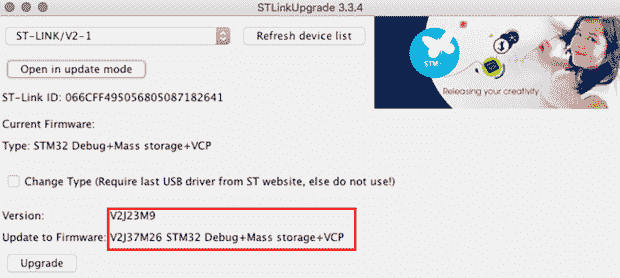 STLinkUpgrade 3.3.4
ST-LINK/V2-1
Refresh device list
Open in update mode
STM
Releasing your creativity
ST-Link ID: 066CFF495056805087182641
Current Firmware:
Type: STM32 Debug+Mass storage+VCP
Change Type (Require last USB driver from ST website, else do not use!)
Version: V2J23M9
Update to Firmware: V2J37M26 STM32 Debug+Mass storage+VCP
Upgrade